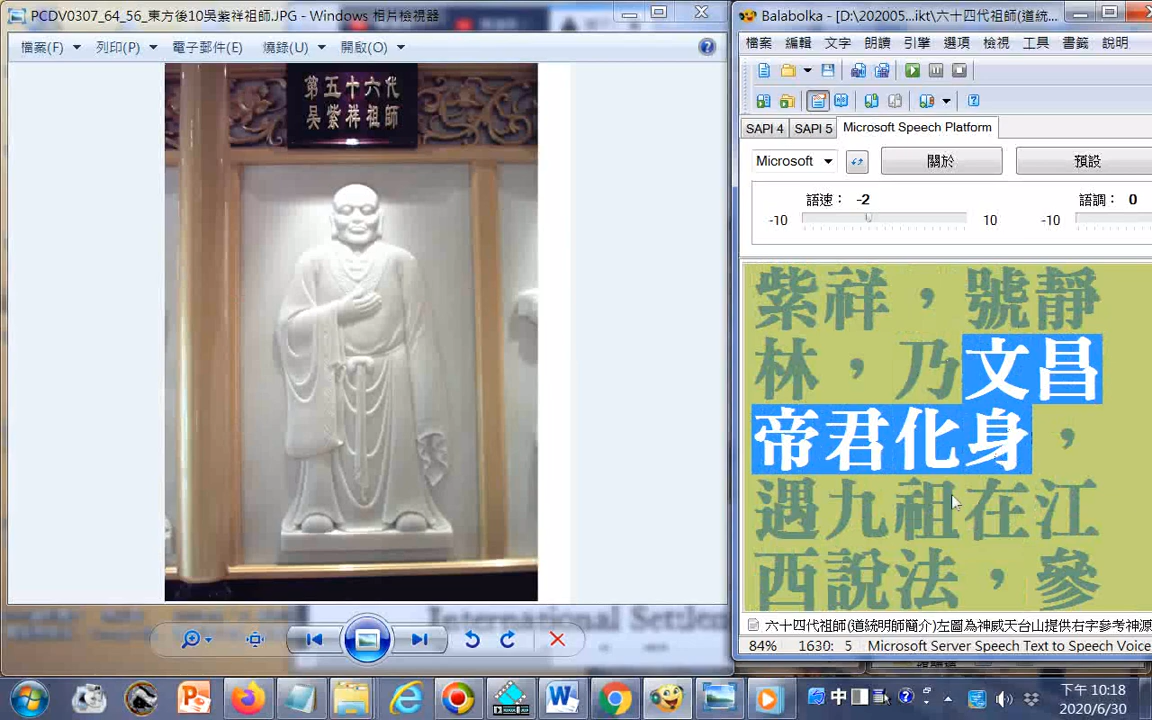 PCDV0307_64_56_東方後10吳紫祥祖師.JPG - Windows 相片檢視器
檔案(F) 列印(P) 電子郵件(E) 燒錄(U) 開啟(O)
第五十六代
吳紫祥祖師
International Settlem
Balabolka - [D:\202005...ikt\六十四代祖師(道統...
檔案 編輯 文字 朗讀 引擎 選項 檢視 工具 書籤 說明
SAPI 4 SAPI 5 Microsoft Speech Platform
Microsoft 關於 預設
語速： -2 語調： 0
-10 10 -10
紫祥，號靜
林，乃文昌
帝君化身，
遇九祖在江
西說法，參
六十四代祖師(道統明師簡介)左圖為神威天台山提供右字參考神源
84% 1630: 5 Microsoft Server Speech Text to Speech Voice
中
下午 10:18
2020/6/30